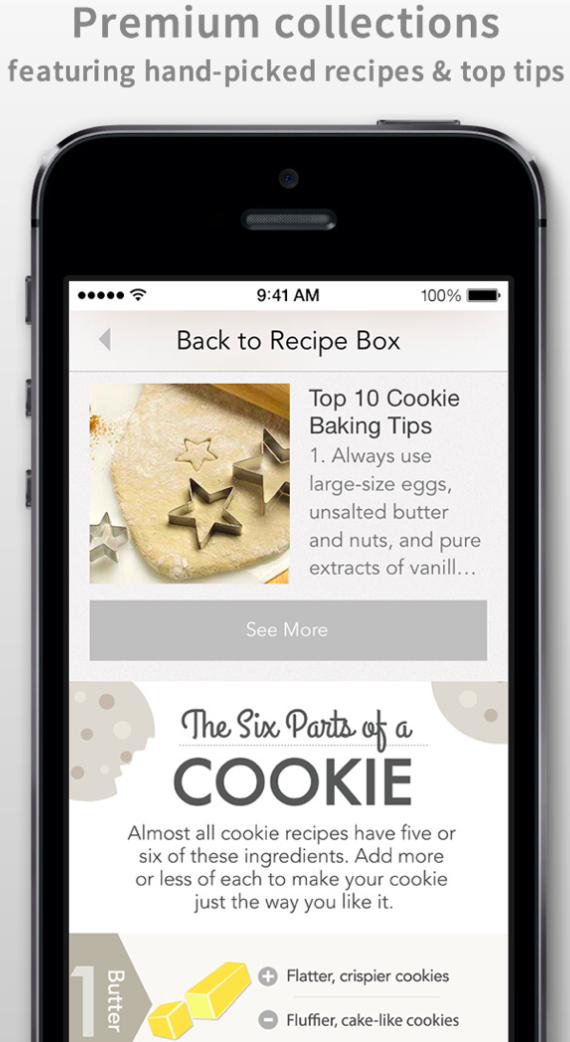 Premium collections
featuring hand-picked recipes & top tips
9:41 AM
100%
Back to Recipe Box
Top 10 Cookie
Baking Tips
1. Always use
large-size eggs,
unsalted butter
and nuts, and pure
extracts of vanill...
See More
The Six Parts of a
COOKIE
Almost all cookie recipes have five or
six of these ingredients. Add more
or less of each to make your cookie
just the way you like it.
1
Butter
+ Flatter, crispier cookies
- Fluffier, cake-like cookies